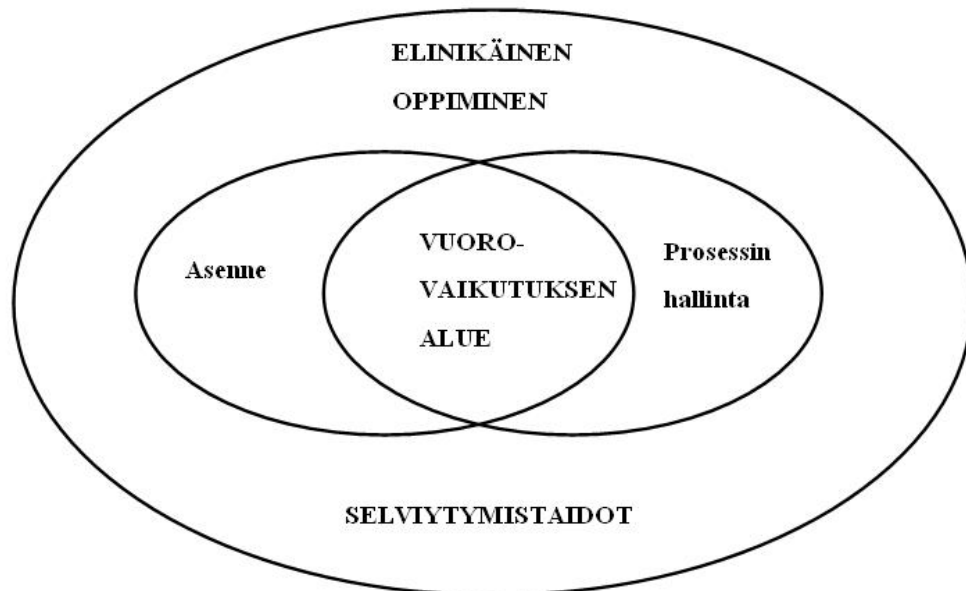 ELINIKÄINEN
OPPIMINEN
Asenne
VUORO-
VAIKUTUKSEN
ALUE
Prosessin
hallinta
SELVIYTYMISTAIDOT